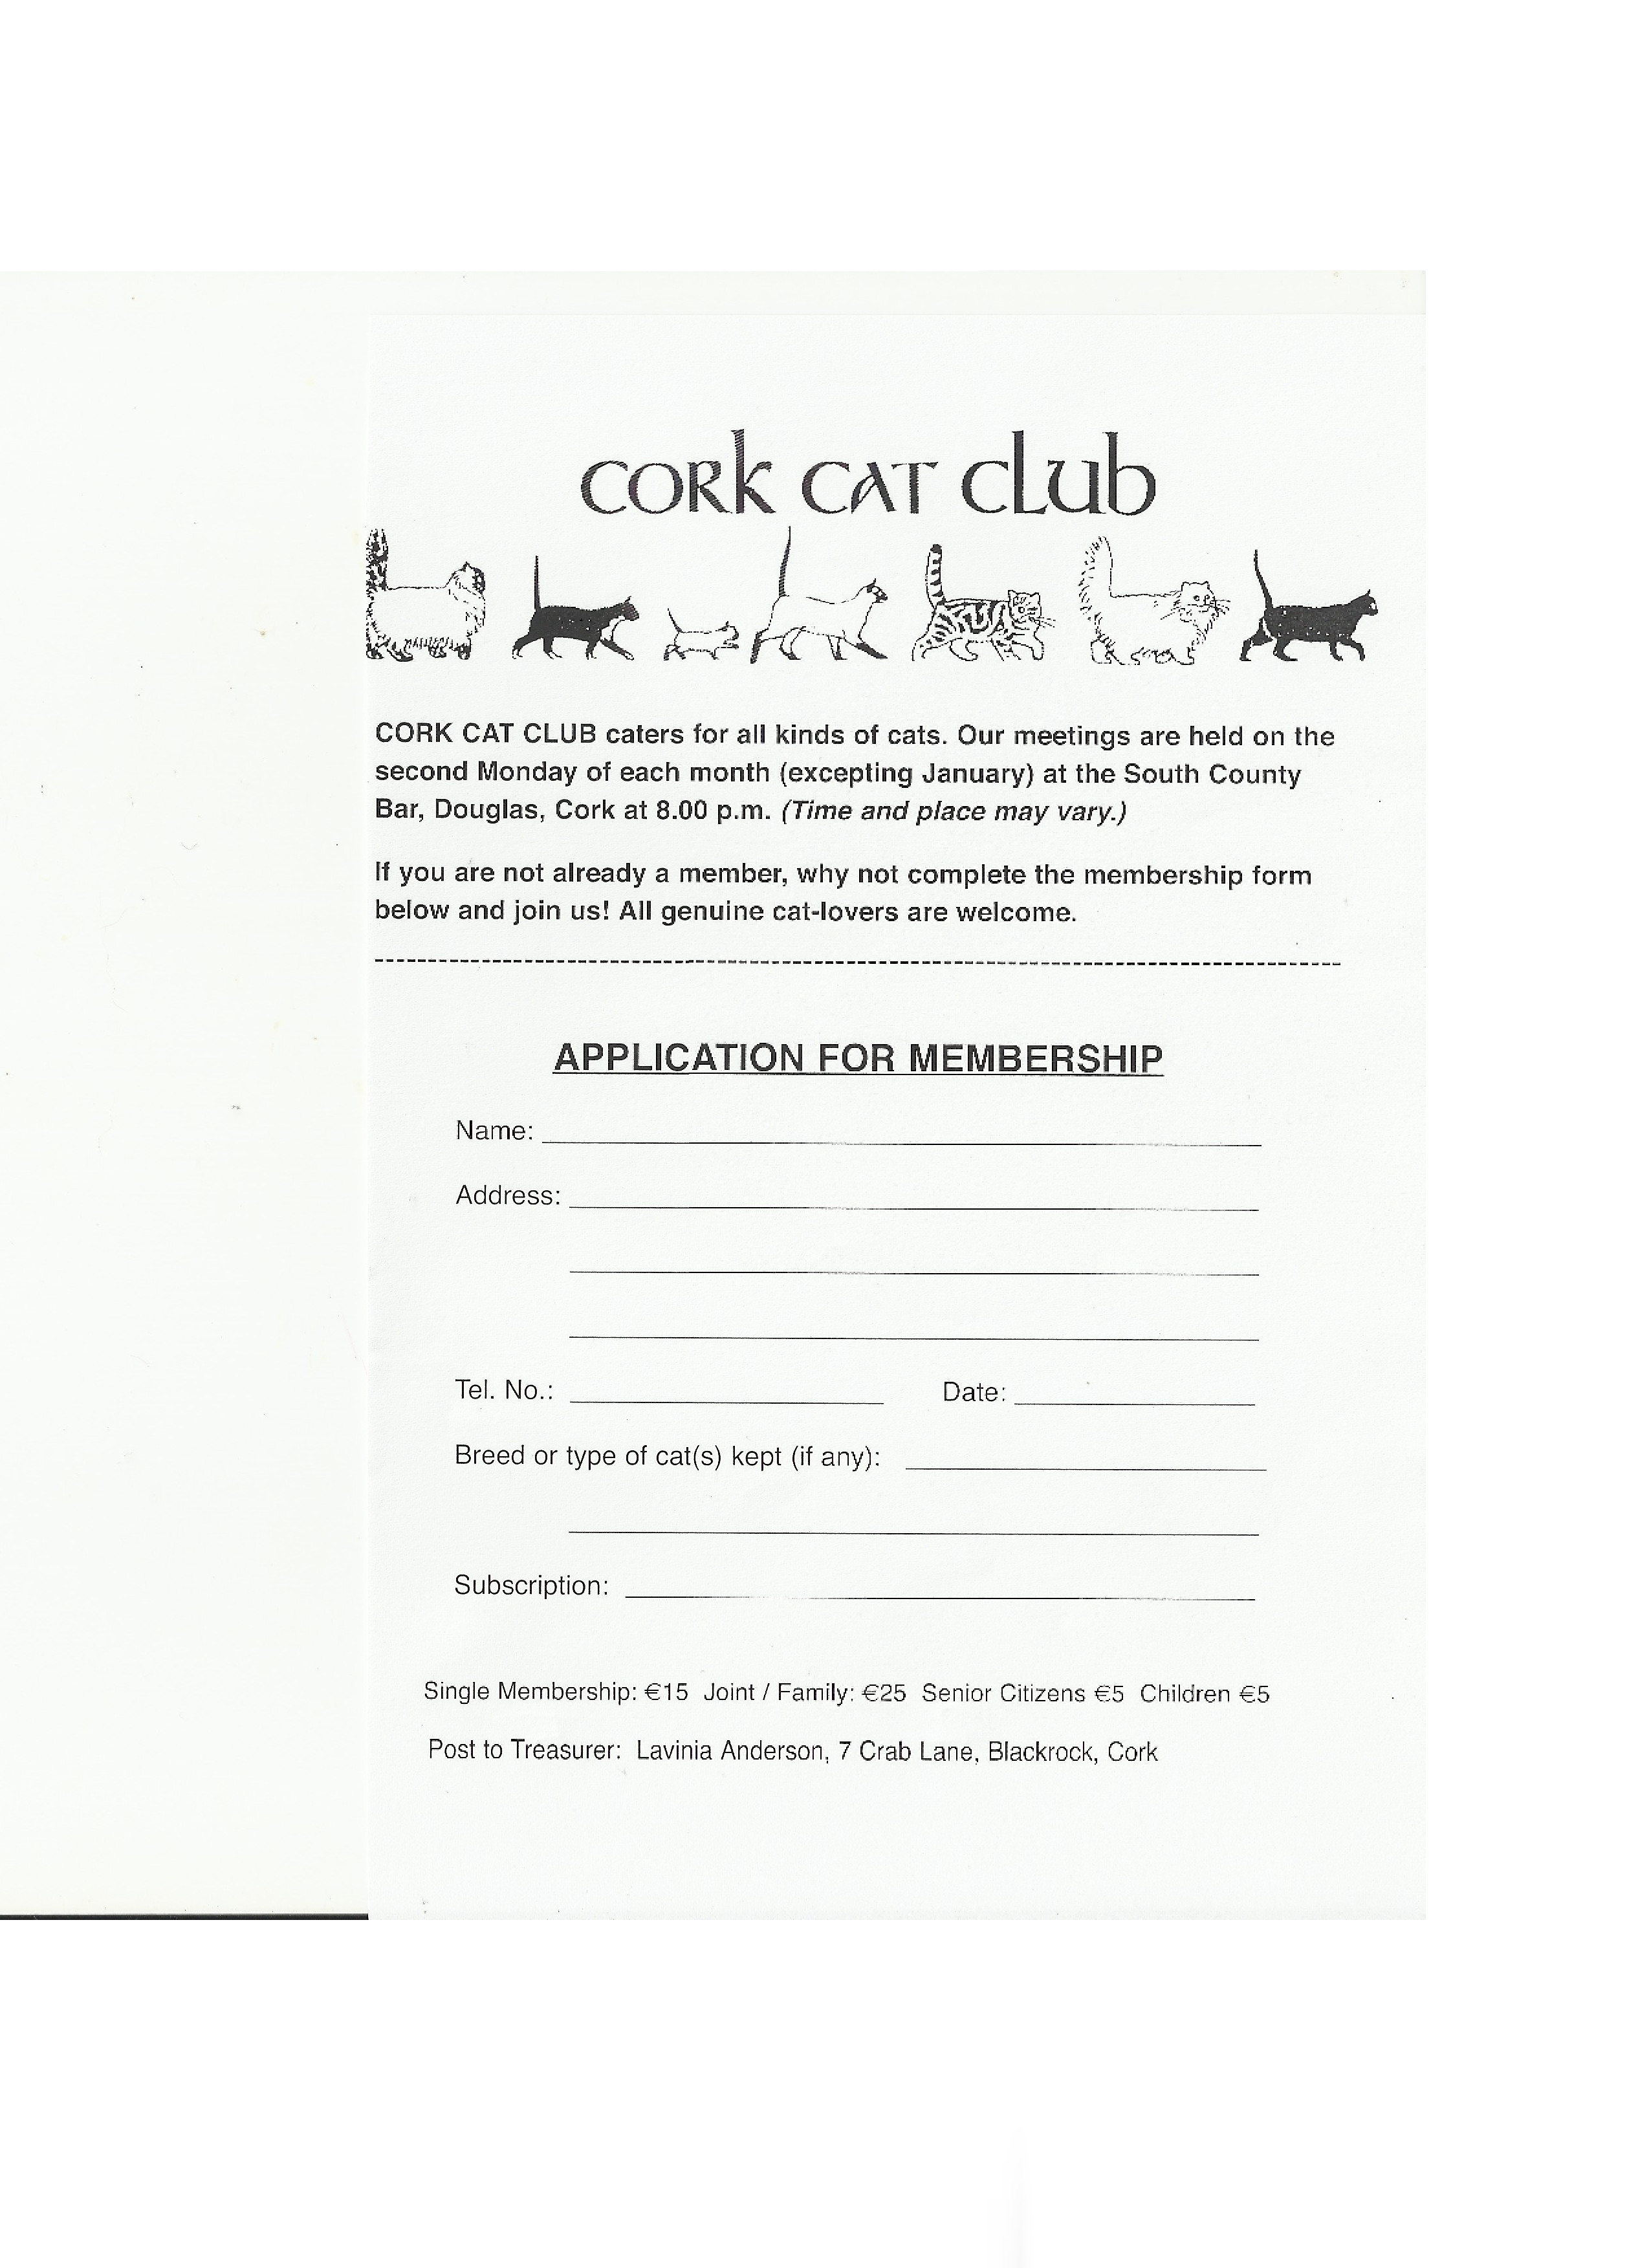 CORK CAT CLUB
CORK CAT CLUB caters for all kinds of cats. Our meetings are held on the
second Monday of each month (excepting January) at the South County
Bar, Douglas, Cork at 8.00 p.m. (Time and place may vary.)
If you are not already a member, why not complete the membership form
below and join us! All genuine cat-lovers are welcome.
APPLICATION FOR MEMBERSHIP
Name:
Address:
Tel. No.: Date:
Breed or type of cat(s) kept (if any):
Subscription:
Single Membership: €15 Joint / Family: €25 Senior Citizens €5 Children €5
Post to Treasurer: Lavinia Anderson, 7 Crab Lane, Blackrock, Cork